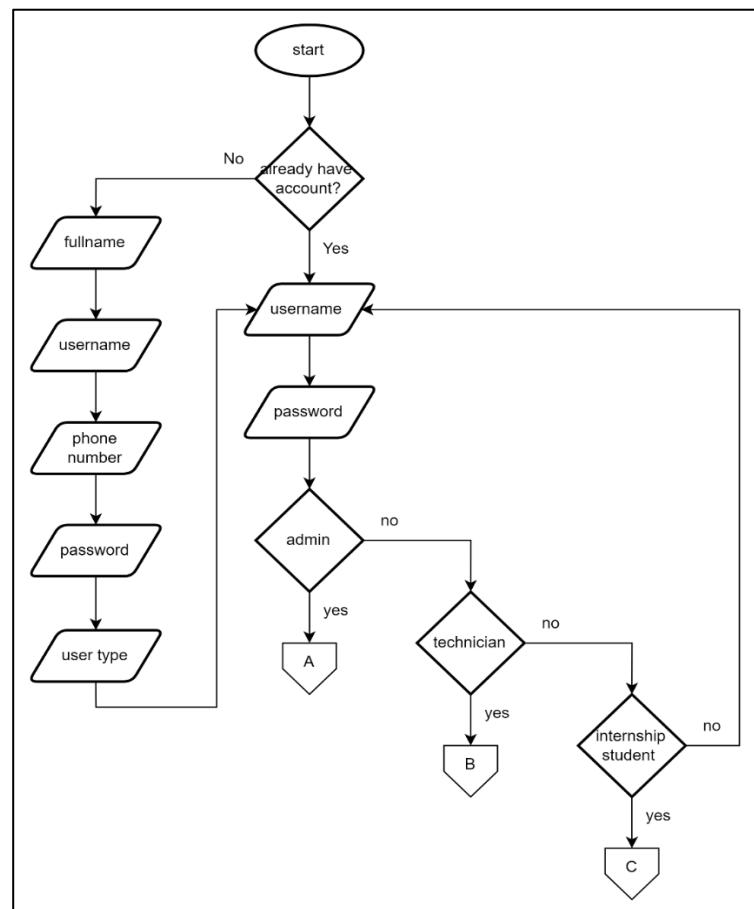 start
No
already have
account?
Yes
fullname
username
username
phone
number
password
password
user type
admin
no
yes
A
technician
no
yes
B
internship
student
no
yes
C